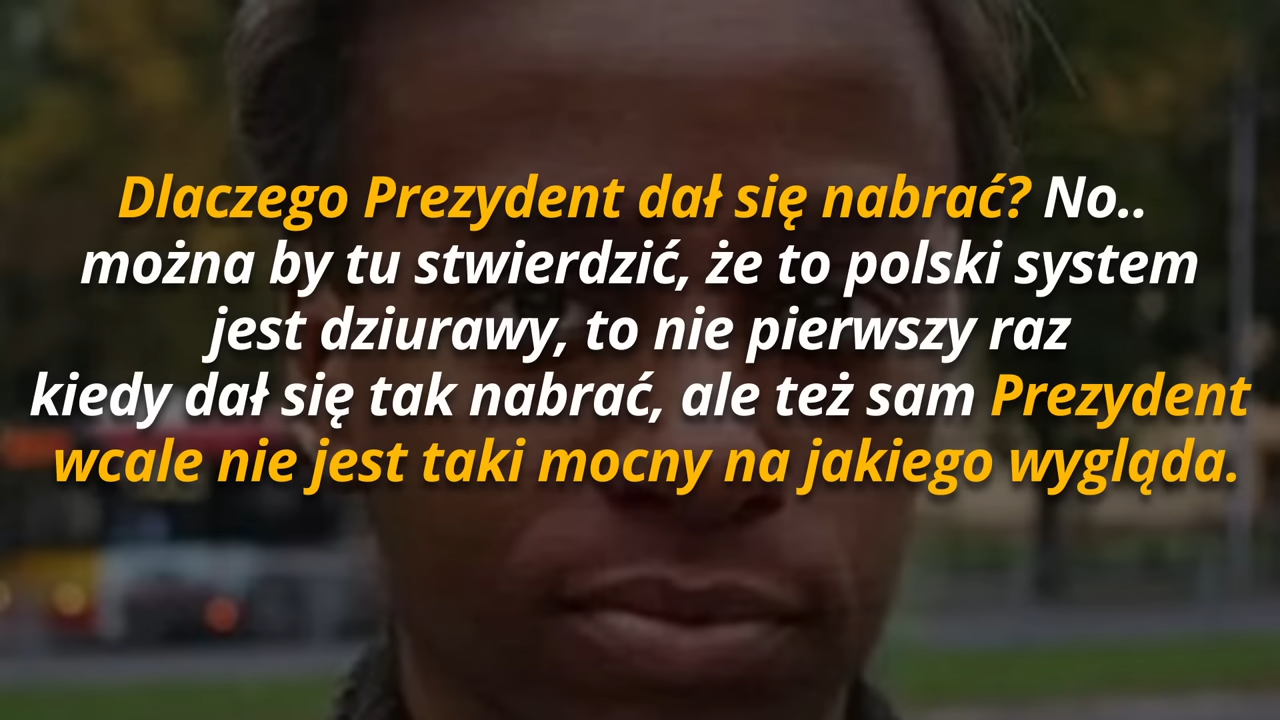 Dlaczego Prezydent dał się nabrać? No..
można by tu stwierdzić, że to polski system
jest dziurawy, to nie pierwszy raz
kiedy dał się tak nabrać, ale też sam Prezydent
wcale nie jest taki mocny na jakiego wygląda.